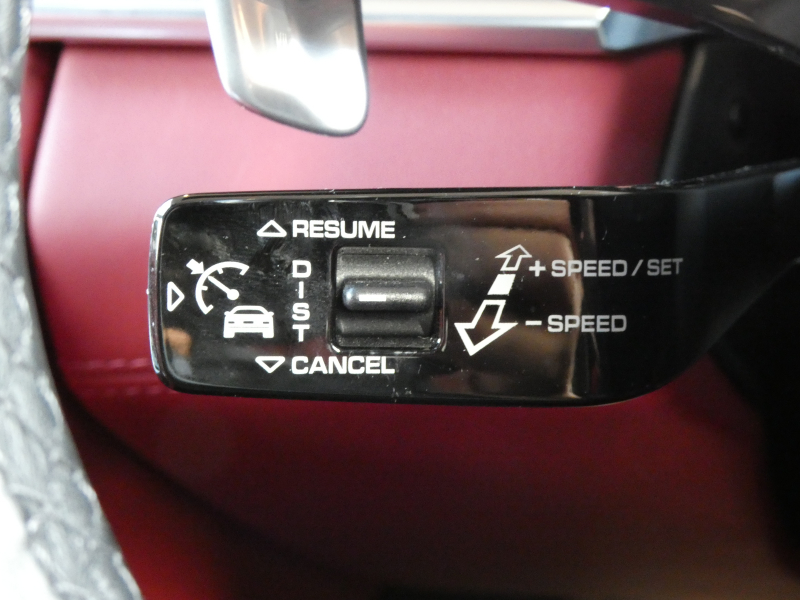 RESUME
DIST
CANCEL
+ SPEED / SET
- SPEED